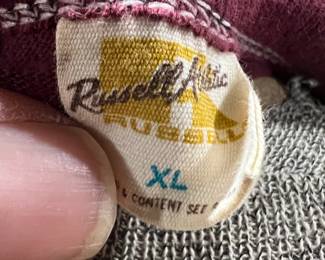 Russell Athletic
RUSSELL
XL
& CONTENT SET